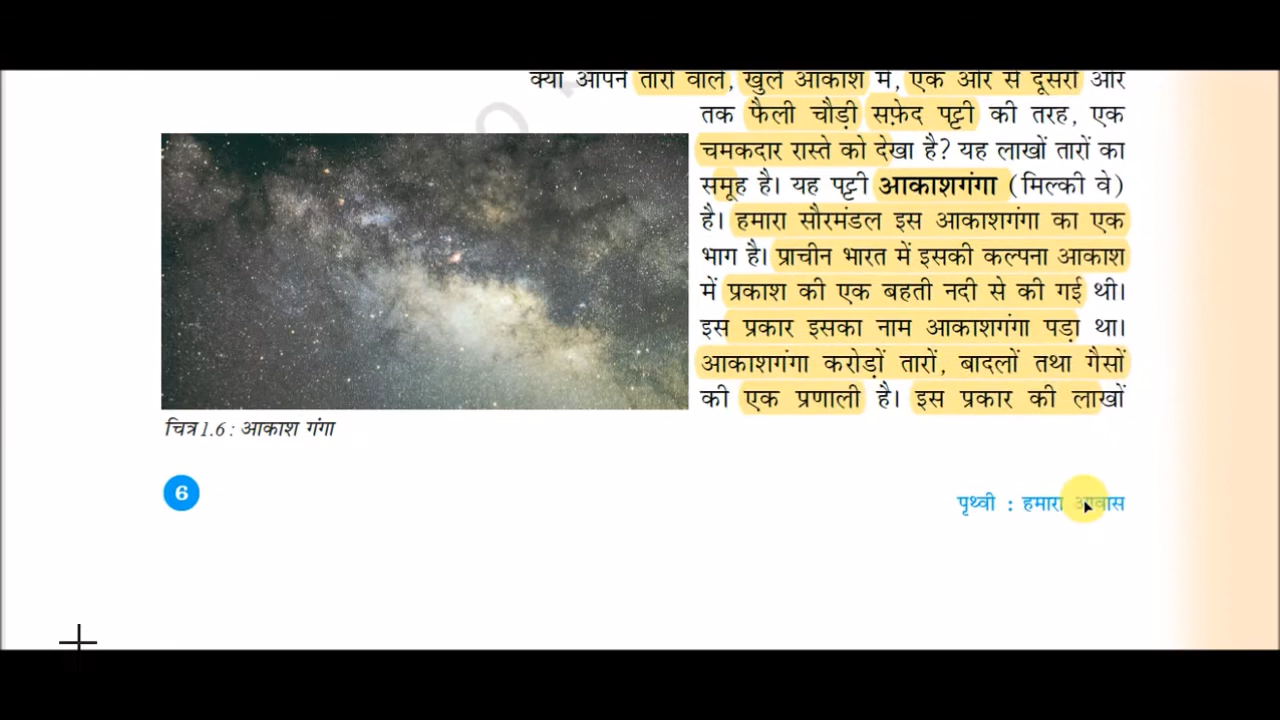 क्या आपने तारों वाले, खुले आकाश में, एक ओर से दूसरी ओर
तक फैली चौड़ी सफ़ेद पट्टी की तरह, एक
चमकदार रास्ते को देखा है? यह लाखों तारों का
समूह है। यह पट्टी आकाशगंगा (मिल्की वे)
है। हमारा सौरमंडल इस आकाशगंगा का एक
भाग है। प्राचीन भारत में इसकी कल्पना आकाश
में प्रकाश की एक बहती नदी से की गई थी।
इस प्रकार इसका नाम आकाशगंगा पड़ा था।
आकाशगंगा करोड़ों तारों, बादलों तथा गैसों
की एक प्रणाली है। इस प्रकार की लाखों
चित्र 1.6 : आकाश गंगा
6
पृथ्वी : हमारा आवास